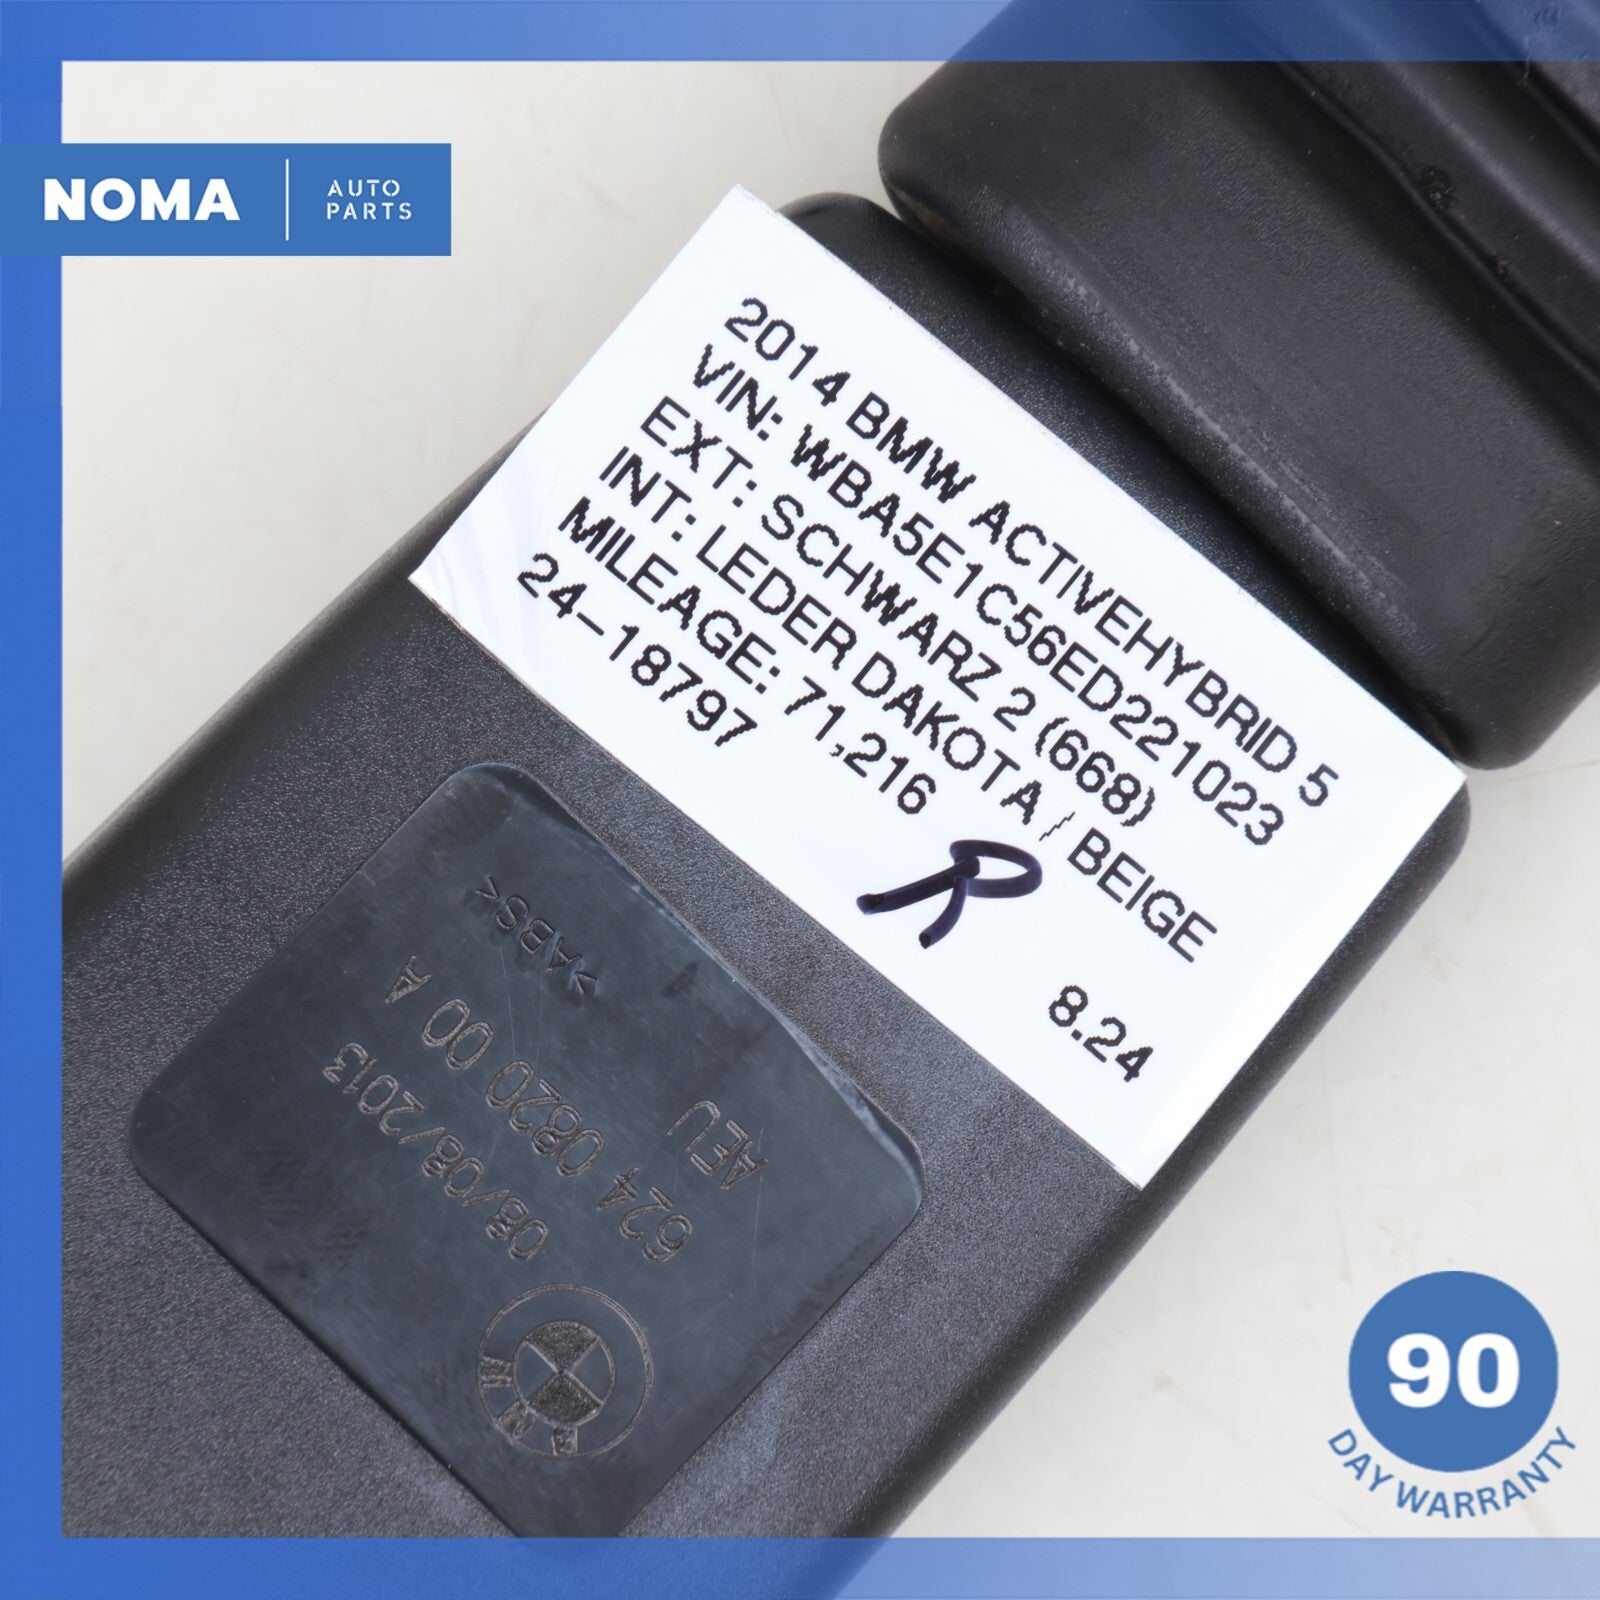 NOMA
AUTO
PARTS
2014 BMW ACTIVEHYBRID 5
VIN: WBA5E1C56ED221023
EXT: SCHWARZ 2 (668)
INT: LEDER DAKOTA / BEIGE
MILEAGE: 71,216
24-18797
R
8.24
BMW
AEU
624 0820 00 A
08/08/2013
>ABS<
90
DAY WARRANTY